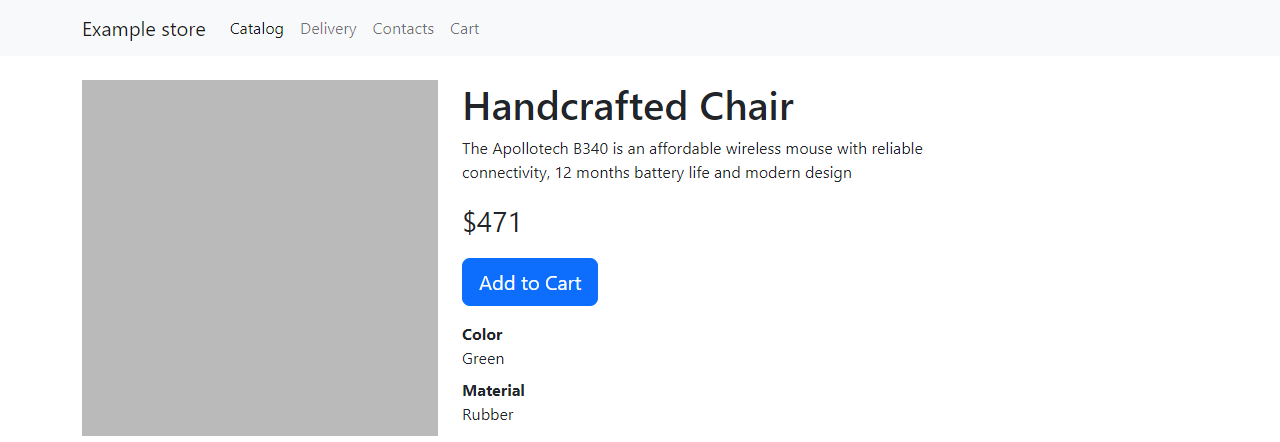 Example store Catalog Delivery Contacts Cart
Handcrafted Chair
The Apollotech B340 is an affordable wireless mouse with reliable
connectivity, 12 months battery life and modern design
$471
Add to Cart
Color
Green
Material
Rubber